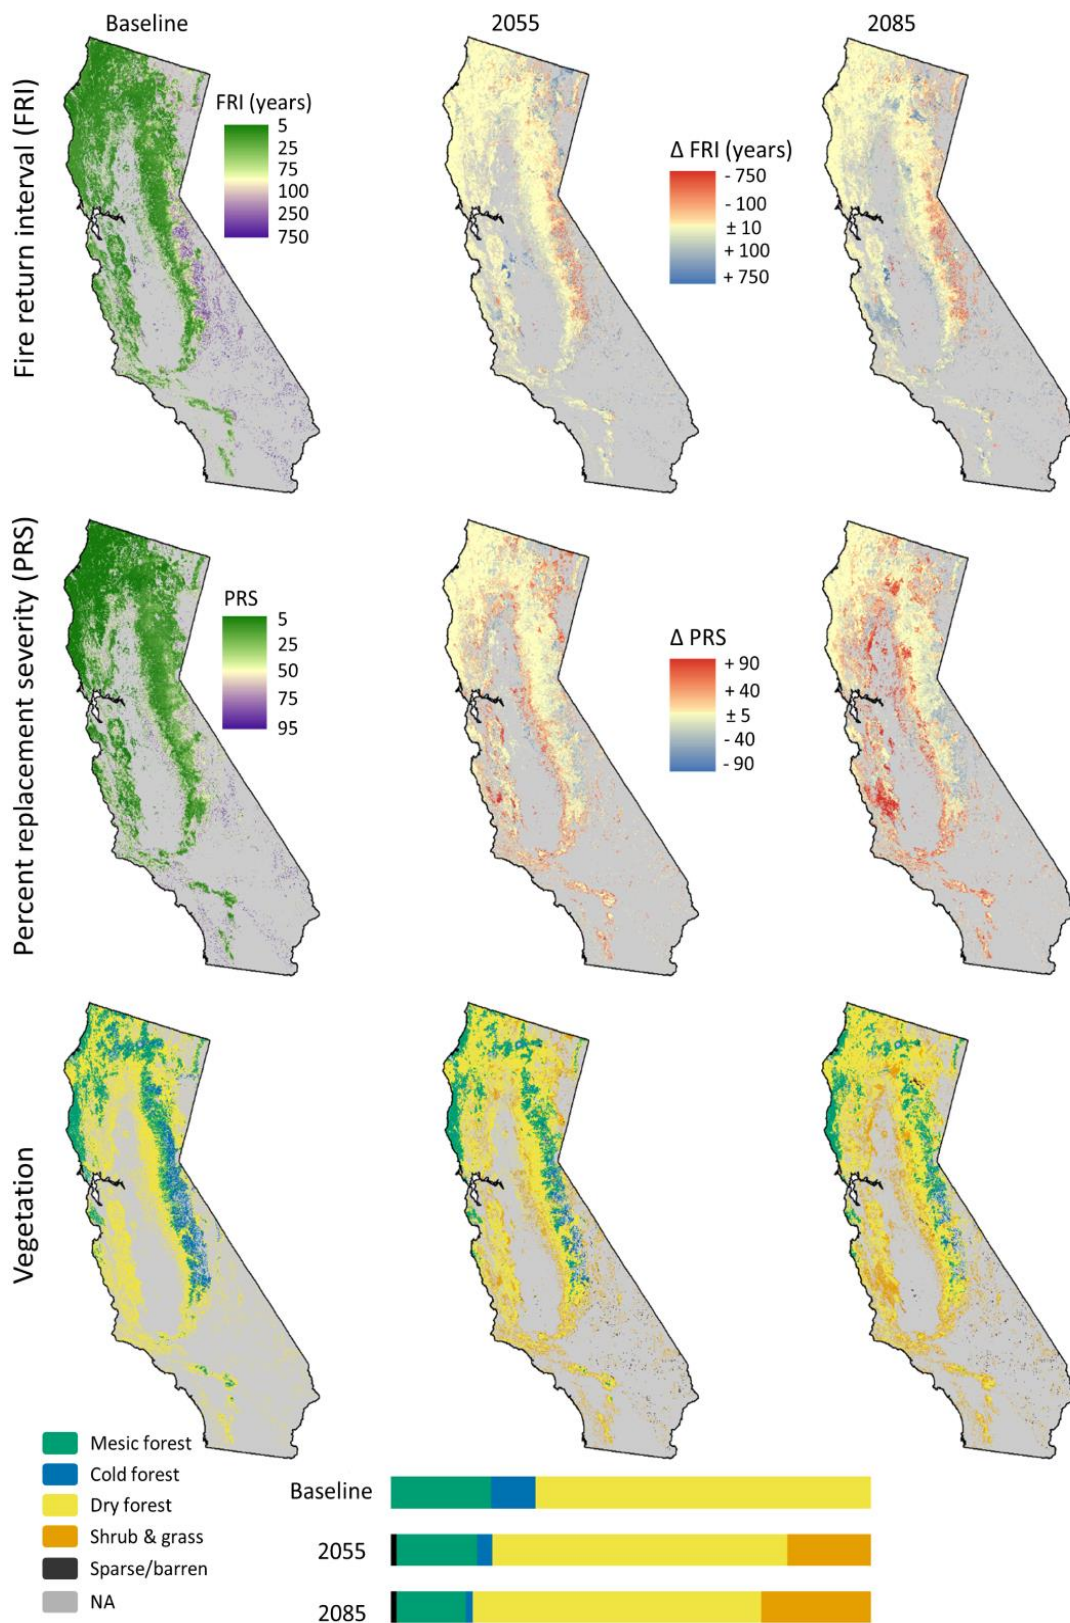 Baseline
2055
2085
Fire return interval (FRI)
FRI (years)
5
25
75
100
250
750
Δ FRI (years)
- 750
- 100
± 10
+ 100
+ 750
Percent replacement severity (PRS)
PRS
5
25
50
75
95
Δ PRS
+ 90
+ 40
± 5
- 40
- 90
Vegetation
Mesic forest
Cold forest
Dry forest
Shrub & grass
Sparse/barren
NA
Baseline
2055
2085